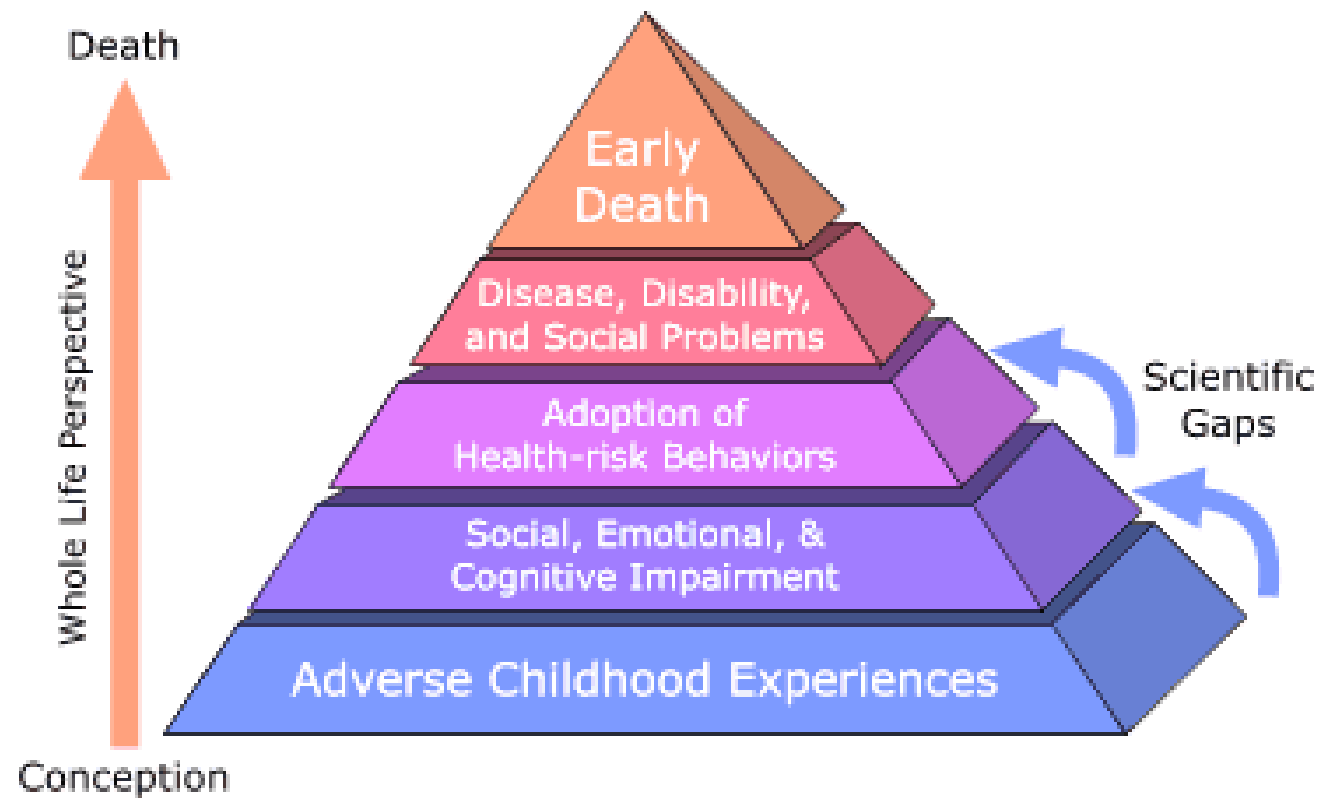 Death
Whole Life Perspective
Conception
Early
Death
Disease, Disability,
and Social Problems
Adoption of
Health-risk Behaviors
Social, Emotional, &
Cognitive Impairment
Adverse Childhood Experiences
Scientific
Gaps